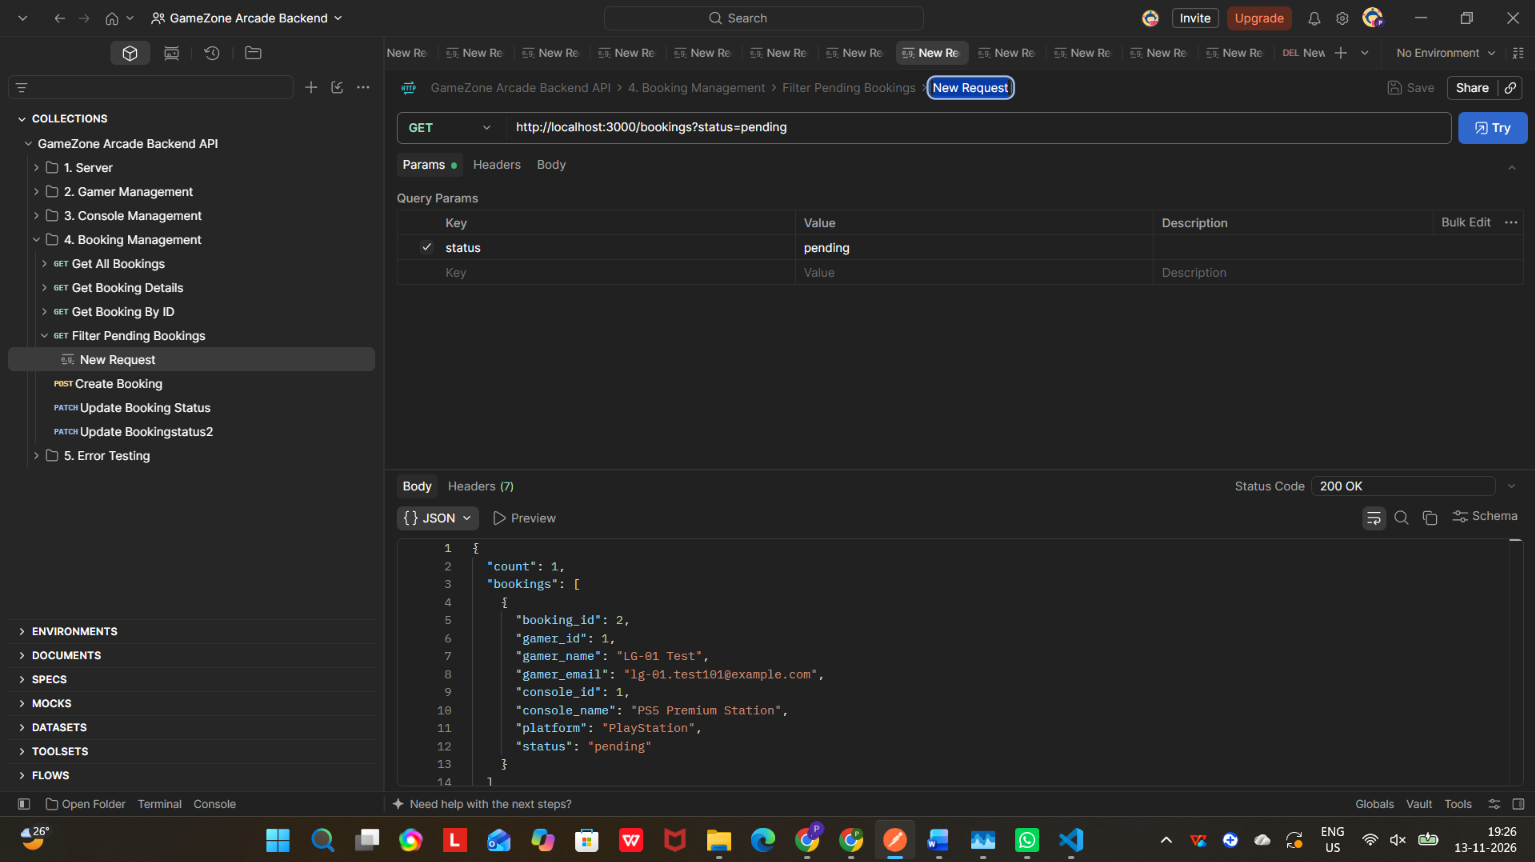 GameZone Arcade Backend
Search
Invite
Upgrade
New Re
New Re
New Re
New Re
New Re
New Re
New Re
New Re
New Re
New Re
New Re
New Re
DEL New
No Environment
COLLECTIONS
GameZone Arcade Backend API
1. Server
2. Gamer Management
3. Console Management
4. Booking Management
GET Get All Bookings
GET Get Booking Details
GET Get Booking By ID
GET Filter Pending Bookings
e.g. New Request
POST Create Booking
PATCH Update Booking Status
PATCH Update Bookingstatus2
5. Error Testing
ENVIRONMENTS
DOCUMENTS
SPECS
MOCKS
DATASETS
TOOLSETS
FLOWS
HTTP GameZone Arcade Backend API > 4. Booking Management > Filter Pending Bookings > New Request
Save
Share
GET
http://localhost:3000/bookings?status=pending
Try
Params
Headers
Body
Query Params
Key Value Description Bulk Edit
status pending
Key Value Description
Body
Headers (7)
Status Code
200 OK
{} JSON
Preview
Schema
1 {
2 "count": 1,
3 "bookings": [
4 {
5 "booking_id": 2,
6 "gamer_id": 1,
7 "gamer_name": "LG-01 Test",
8 "gamer_email": "lg-01.test101@example.com",
9 "console_id": 1,
10 "console_name": "PS5 Premium Station",
11 "platform": "PlayStation",
12 "status": "pending"
13 }
14 ]
Open Folder
Terminal
Console
Need help with the next steps?
Globals
Vault
Tools
26°
ENG
US
19:26
13-11-2026